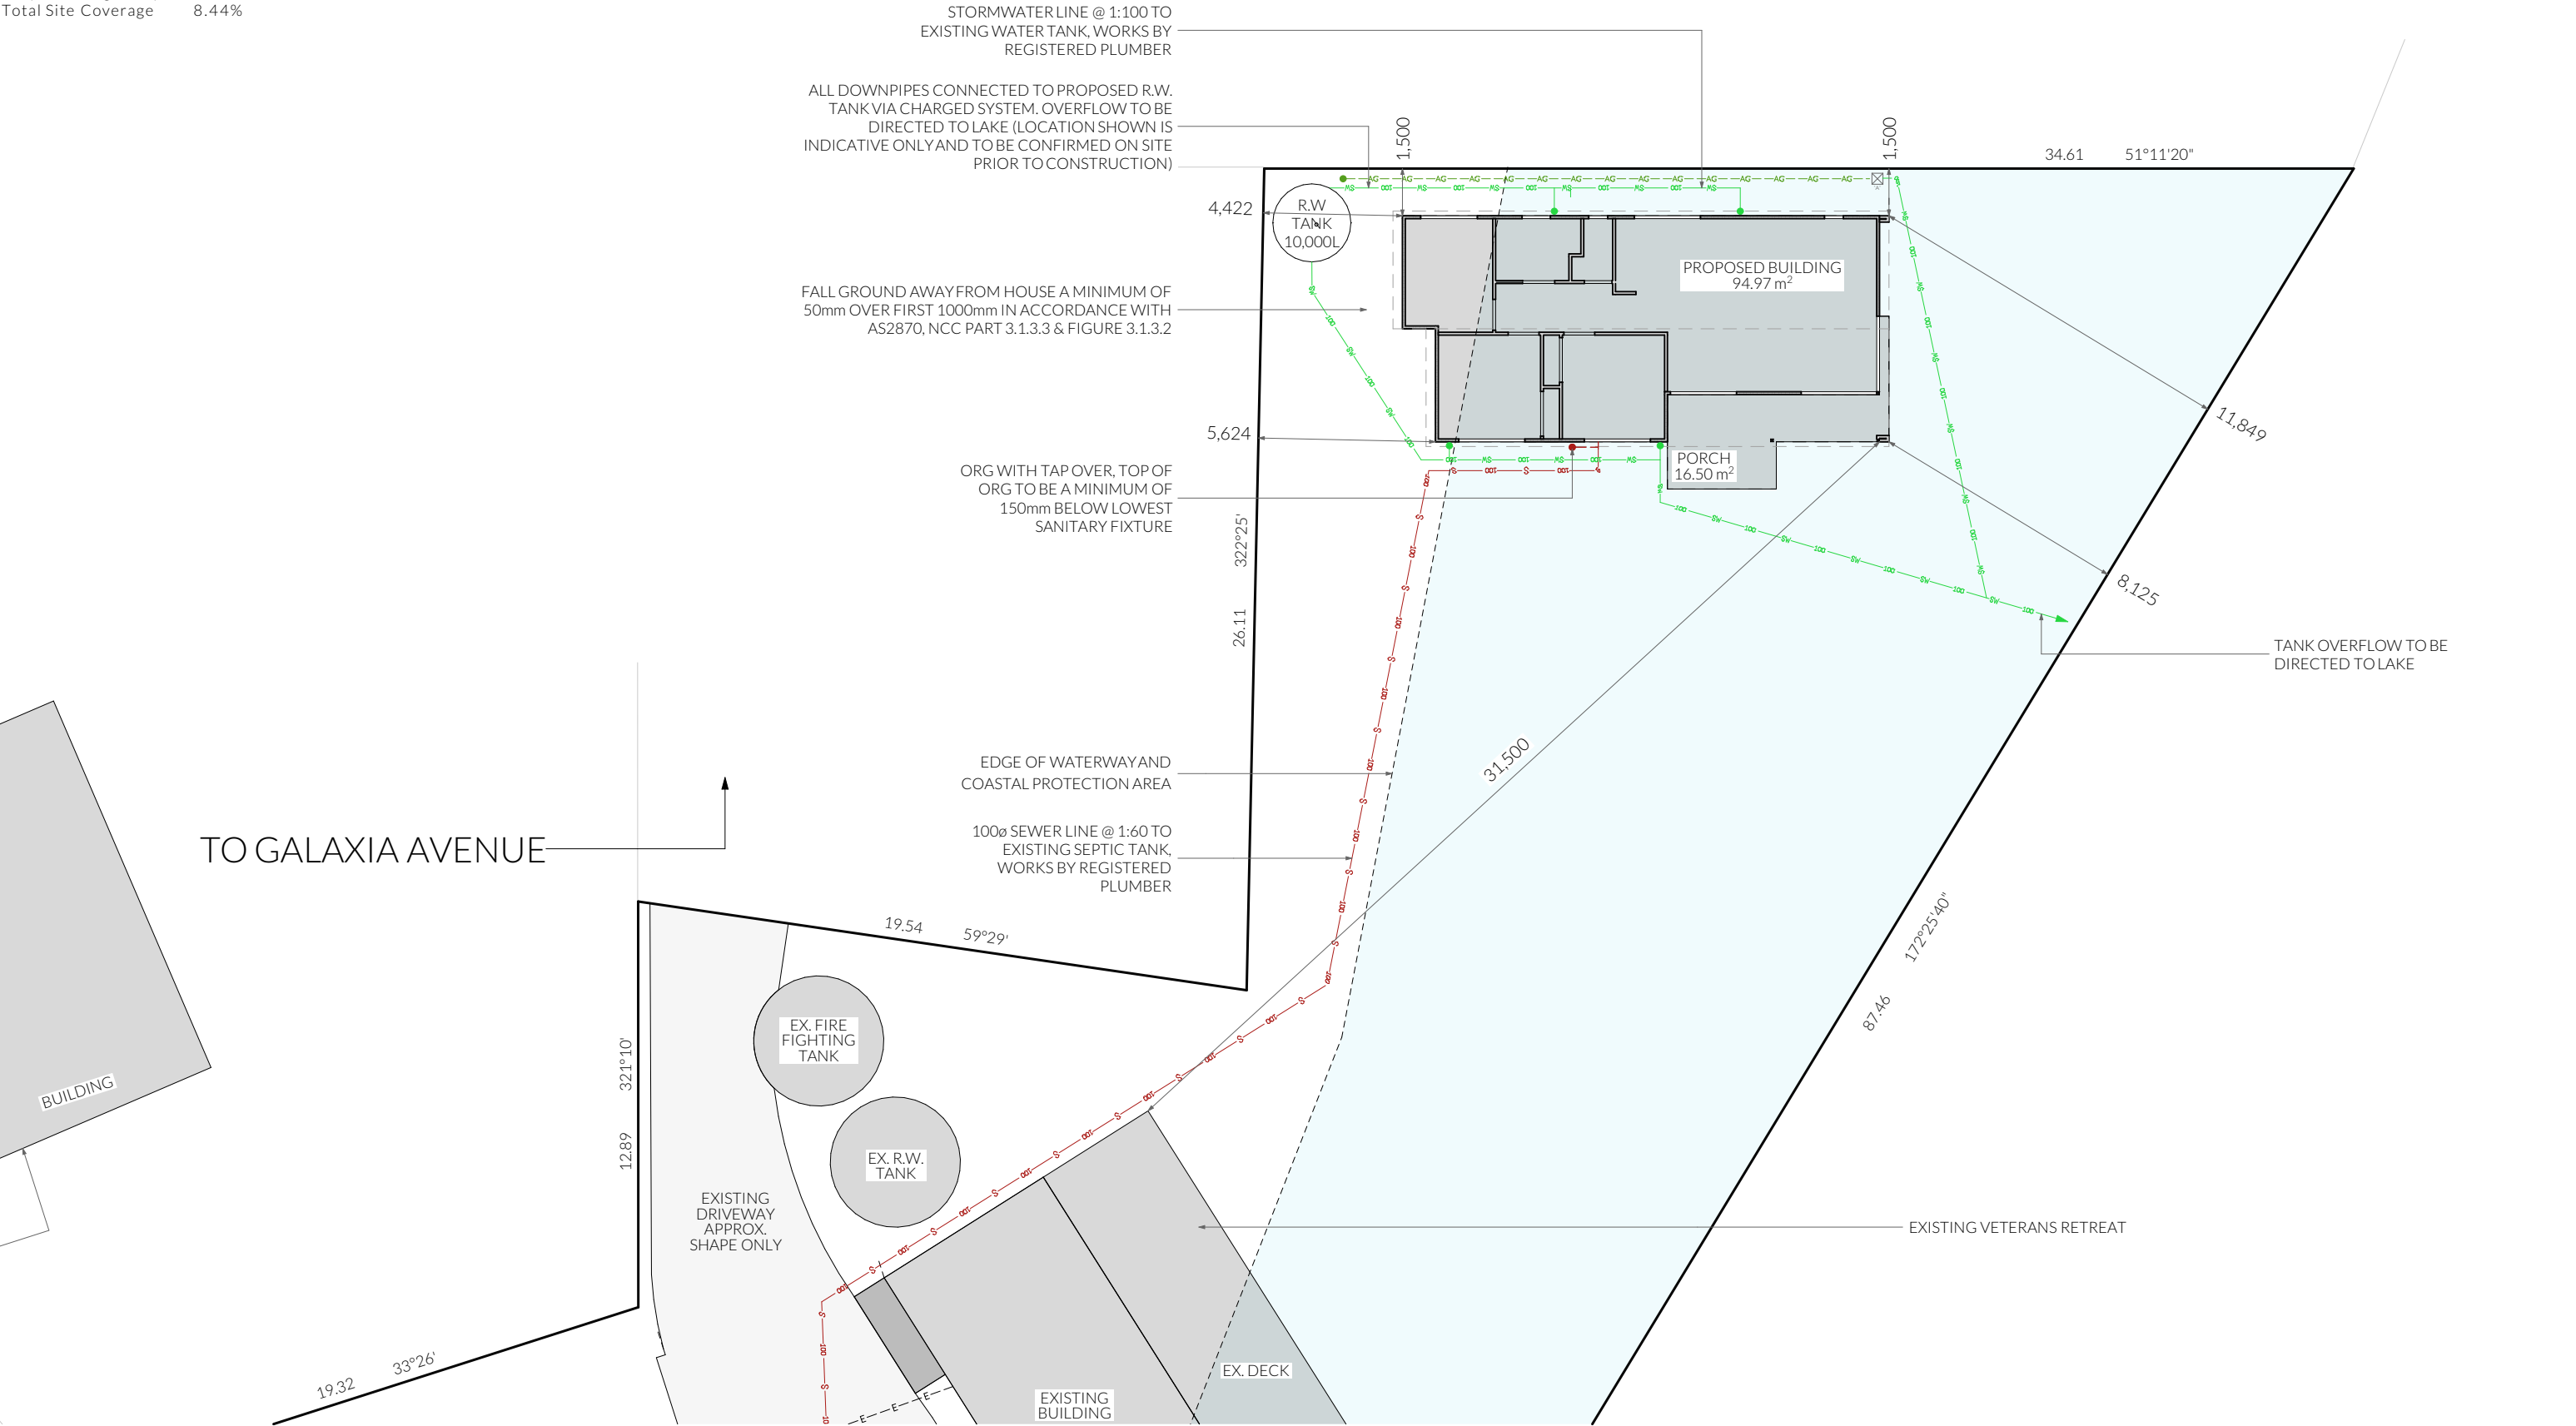 Total Site Coverage 8.44%
STORMWATER LINE @ 1:100 TO
EXISTING WATER TANK, WORKS BY
REGISTERED PLUMBER
ALL DOWNPIPES CONNECTED TO PROPOSED R.W.
TANK VIA CHARGED SYSTEM. OVERFLOW TO BE
DIRECTED TO LAKE (LOCATION SHOWN IS
INDICATIVE ONLY AND TO BE CONFIRMED ON SITE
PRIOR TO CONSTRUCTION)
1,500
1,500
34.61 51°11'20"
4,422
R.W
TANK
10,000L
PROPOSED BUILDING
94.97 m²
FALL GROUND AWAY FROM HOUSE A MINIMUM OF
50mm OVER FIRST 1000mm IN ACCORDANCE WITH
AS2870, NCC PART 3.1.3.3 & FIGURE 3.1.3.2
11,849
5,624
PORCH
16.50 m²
ORG WITH TAP OVER, TOP OF
ORG TO BE A MINIMUM OF
150mm BELOW LOWEST
SANITARY FIXTURE
322°25'
26.11
8,125
TANK OVERFLOW TO BE
DIRECTED TO LAKE
31,500
EDGE OF WATERWAY AND
COASTAL PROTECTION AREA
TO GALAXIA AVENUE
100ø SEWER LINE @ 1:60 TO
EXISTING SEPTIC TANK,
WORKS BY REGISTERED
PLUMBER
19.54 59°29'
172°25'40"
87.46
EX. FIRE
FIGHTING
TANK
321°10'
12.89
BUILDING
EX. R.W.
TANK
EXISTING
DRIVEWAY
APPROX.
SHAPE ONLY
EXISTING VETERANS RETREAT
19.32 33°26'
EX. DECK
EXISTING
BUILDING
E E E